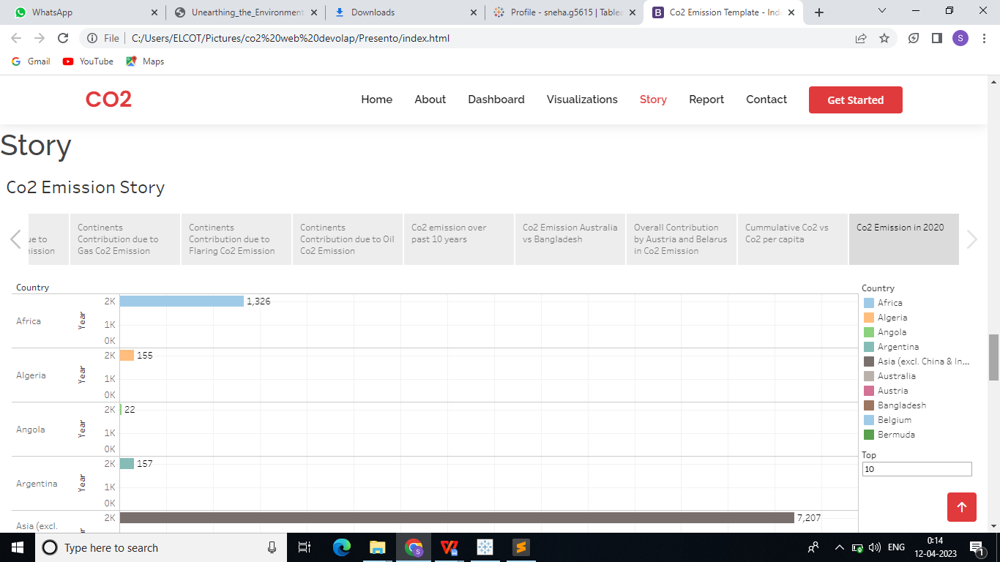 WhatsApp
Unearthing_the_Environment
Downloads
Profile - sneha.g5615 | Tablea
Co2 Emission Template - Inde
File
C:/Users/ELCOT/Pictures/co2%20web%20devolap/Presento/index.html
S
Gmail
YouTube
Maps
CO2
Home
About
Dashboard
Visualizations
Story
Report
Contact
Get Started
Story
Co2 Emission Story
ue to
ission
Continents
Contribution due to
Gas Co2 Emission
Continents
Contribution due to
Flaring Co2 Emission
Continents
Contribution due to Oil
Co2 Emission
Co2 emission over
past 10 years
Co2 Emission Australia
vs Bangladesh
Overall Contribution
by Austria and Belarus
in Co2 Emission
Cummulative Co2 vs
Co2 per capita
Co2 Emission in 2020
Country
Africa
Year
2K
1K
0K
1,326
Algeria
Year
2K
1K
0K
155
Angola
Year
2K
1K
0K
22
Argentina
Year
2K
1K
0K
157
Asia (excl.
2K
7,207
Country
Africa
Algeria
Angola
Argentina
Asia (excl. China & In...
Australia
Austria
Bangladesh
Belgium
Bermuda
Top
10
Type here to search
S
ENG
0:14
12-04-2023
1